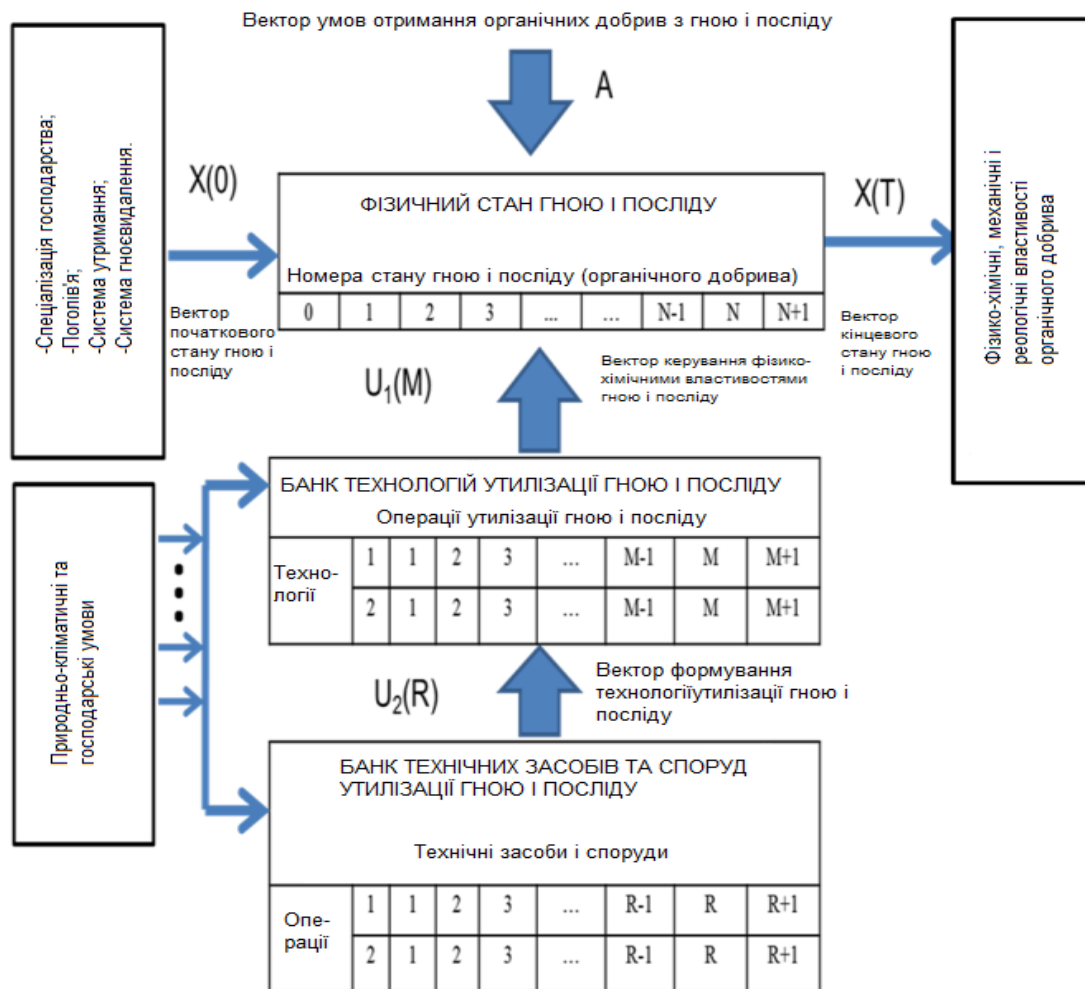 Вектор умов отримання органічних добрив з гною і посліду
A
-Спеціалізація господарства;
-Поголів'я;
-Система утримання;
-Система гноєвидалення.
X(0)
Вектор
початкового
стану гною і
посліду
ФІЗИЧНИЙ СТАН ГНОЮ І ПОСЛІДУ
Номера стану гною і посліду (органічного добрива)
0 1 2 3 ... ... N-1 N N+1
X(T)
Вектор
кінцевого
стану гною
і посліду
Фізико-хімічні, механічні і
реологічні властивості
органічного добрива
U₁(M)
Вектор керування фізико-
хімічними властивостями
гною і посліду
Природньо-кліматичні та
господарські умови
БАНК ТЕХНОЛОГІЙ УТИЛІЗАЦІЇ ГНОЮ І ПОСЛІДУ
Операції утилізації гною і посліду
Техно-
логії
1 1 2 3 ... M-1 M M+1
2 1 2 3 ... M-1 M M+1
U₂(R)
Вектор формування
технологіїутилізації гною і
посліду
БАНК ТЕХНІЧНИХ ЗАСОБІВ ТА СПОРУД
УТИЛІЗАЦІЇ ГНОЮ І ПОСЛІДУ
Технічні засоби і споруди
Опе-
рації
1 1 2 3 ... R-1 R R+1
2 1 2 3 ... R-1 R R+1